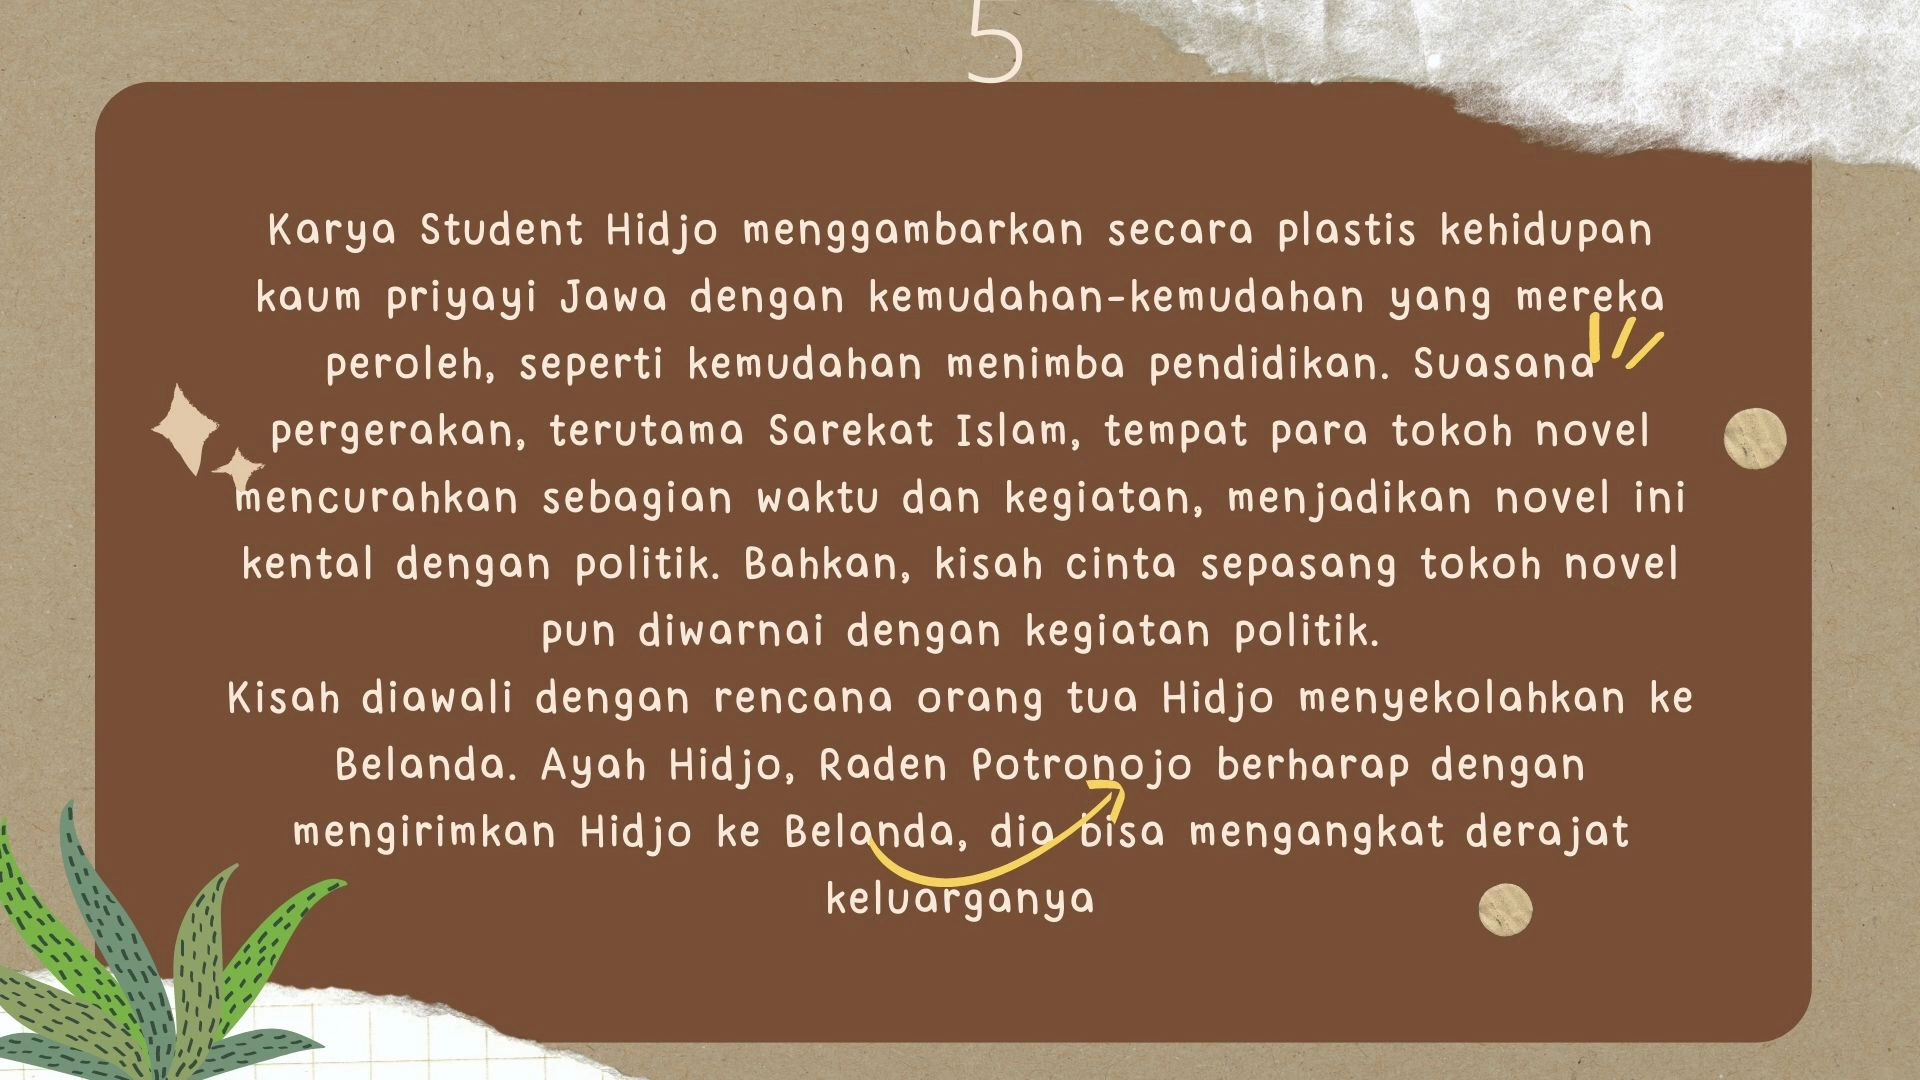 5
Karya Student Hidjo menggambarkan secara plastis kehidupan
kaum priyayi Jawa dengan kemudahan-kemudahan yang mereka
peroleh, seperti kemudahan menimba pendidikan. Suasana
pergerakan, terutama Sarekat Islam, tempat para tokoh novel
mencurahkan sebagian waktu dan kegiatan, menjadikan novel ini
kental dengan politik. Bahkan, kisah cinta sepasang tokoh novel
pun diwarnai dengan kegiatan politik.
Kisah diawali dengan rencana orang tua Hidjo menyekolahkan ke
Belanda. Ayah Hidjo, Raden Potronojo berharap dengan
mengirimkan Hidjo ke Belanda, dia bisa mengangkat derajat
keluarganya